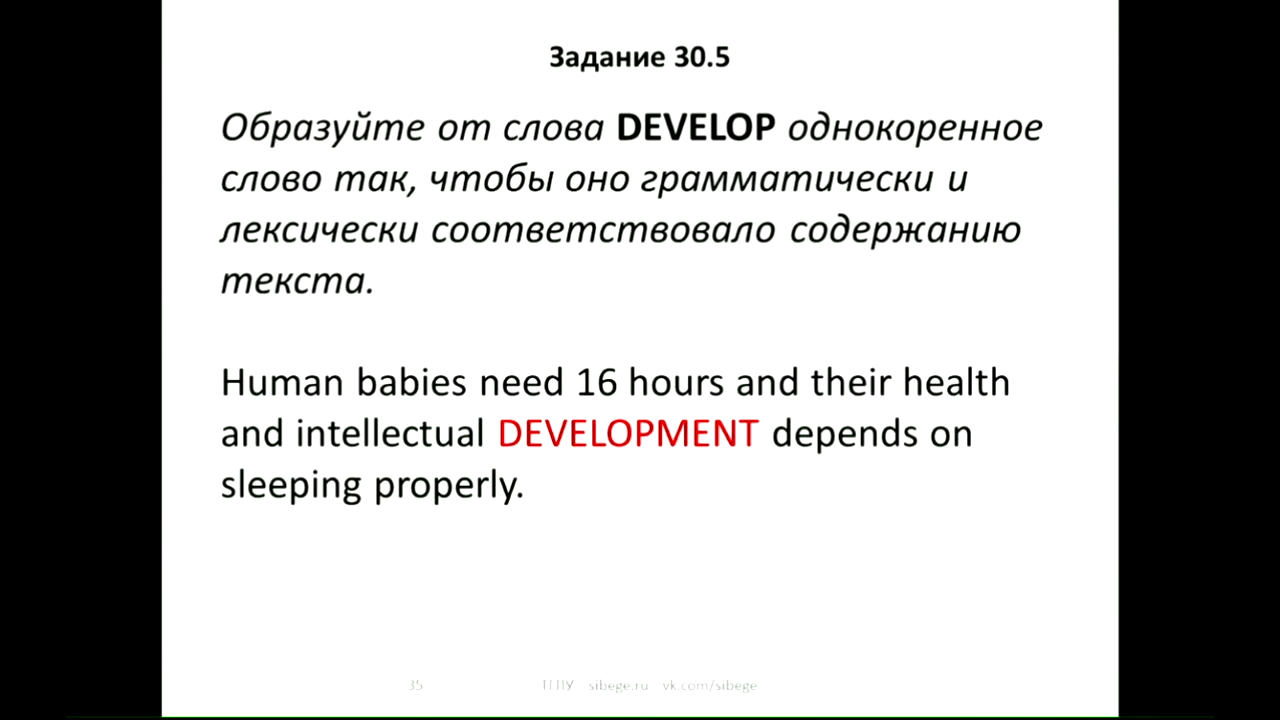 Задание 30.5
Образуйте от слова DEVELOP однокоренное
слово так, чтобы оно грамматически и
лексически соответствовало содержанию
текста.
Human babies need 16 hours and their health
and intellectual DEVELOPMENT depends on
sleeping properly.
35 ТГПУ sibege.ru vk.com/sibege